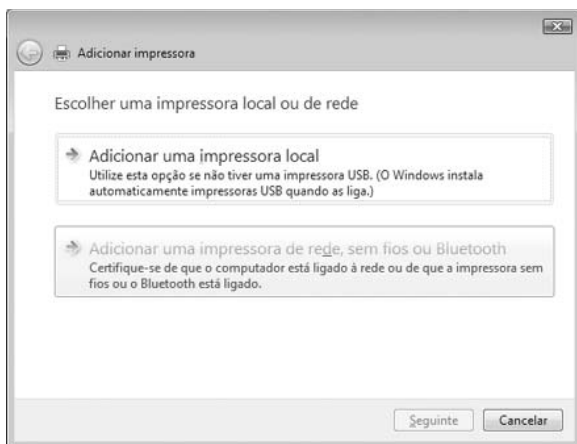 Adicionar impressora
Escolher uma impressora local ou de rede
Adicionar uma impressora local
Utilize esta opção se não tiver uma impressora USB. (O Windows instala
automaticamente impressoras USB quando as liga.)
Adicionar uma impressora de rede, sem fios ou Bluetooth
Certifique-se de que o computador está ligado à rede ou de que a impressora sem
fios ou o Bluetooth está ligado.
Seguinte
Cancelar